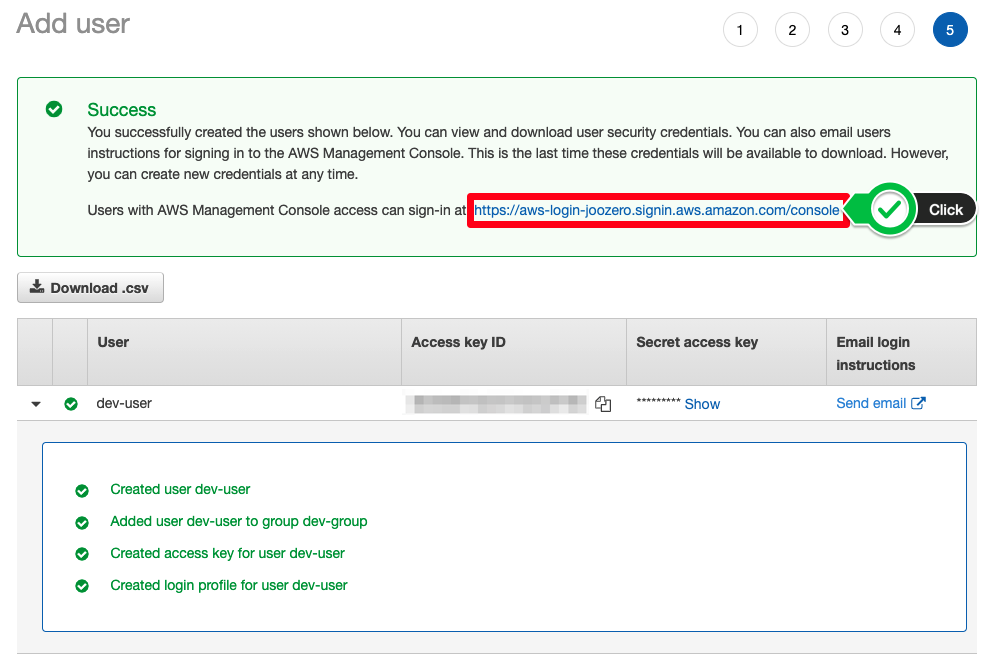 Add user
1 2 3 4 5
Success
You successfully created the users shown below. You can view and download user security credentials. You can also email users
instructions for signing in to the AWS Management Console. This is the last time these credentials will be available to download. However,
you can create new credentials at any time.
Users with AWS Management Console access can sign-in at https://aws-login-joozero.signin.aws.amazon.com/console Click
Download .csv
User Access key ID Secret access key Email login
instructions
dev-user ********* Show Send email
Created user dev-user
Added user dev-user to group dev-group
Created access key for user dev-user
Created login profile for user dev-user